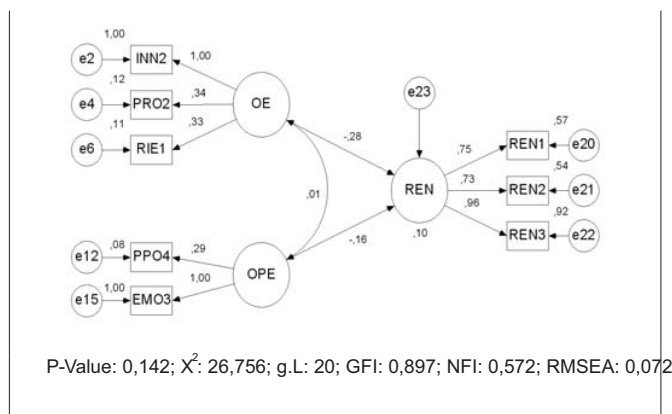 1,00
e2 INN2 1,00
,12
e4 PRO2 ,34 OE
,11 ,33
e6 RIE1
e23
-,28
,57
,75 REN1 e20
,54
REN ,73 REN2 e21
,01 ,96
,92
-,16 ,10 REN3 e22
,08
e12 PPO4 ,29
1,00 1,00 OPE
e15 EMO3
P-Value: 0,142; X²: 26,756; g.L: 20; GFI: 0,897; NFI: 0,572; RMSEA: 0,072